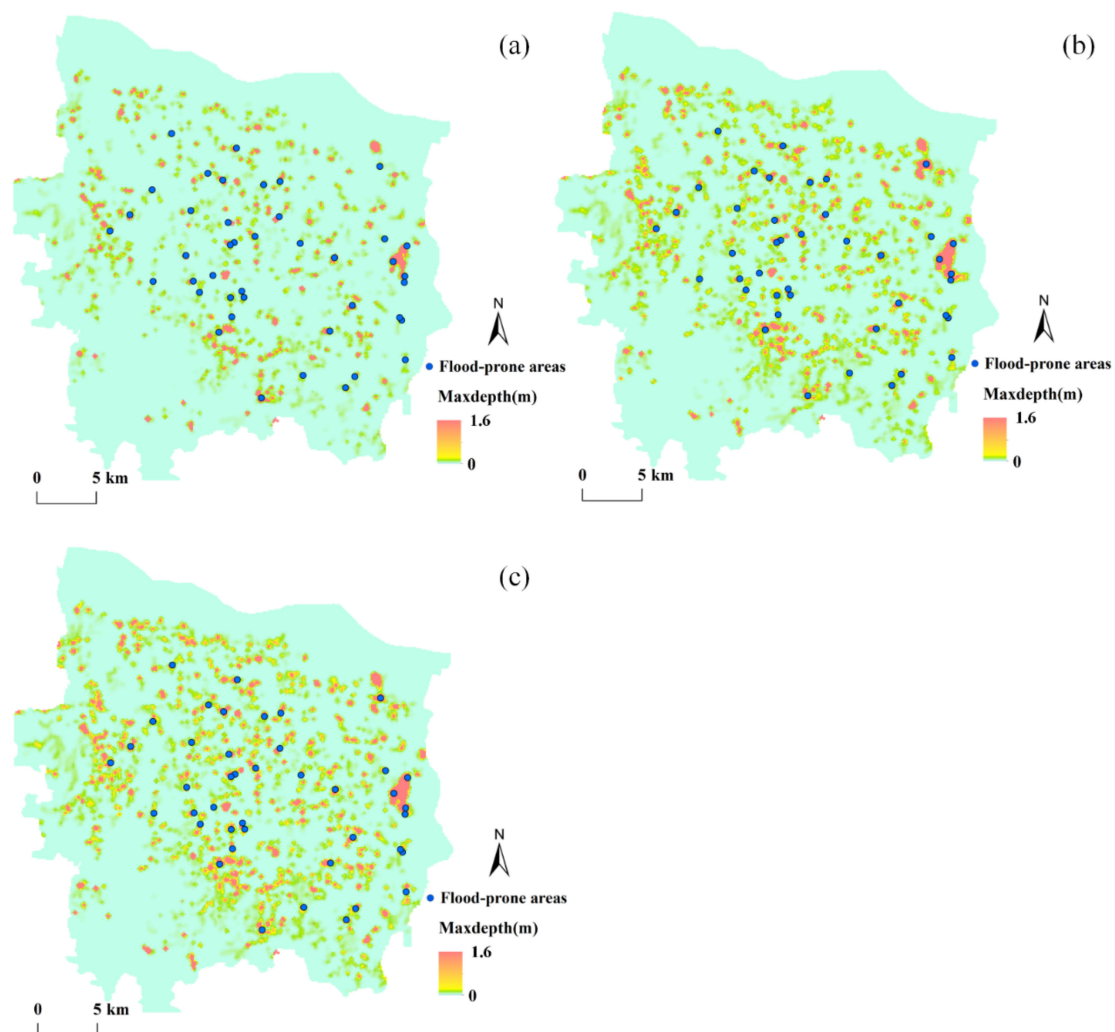 (a)
N
Flood-prone areas
Maxdepth(m)
1.6
0
0 5 km
(b)
N
Flood-prone areas
Maxdepth(m)
1.6
0
0 5 km
(c)
N
Flood-prone areas
Maxdepth(m)
1.6
0
0 5 km